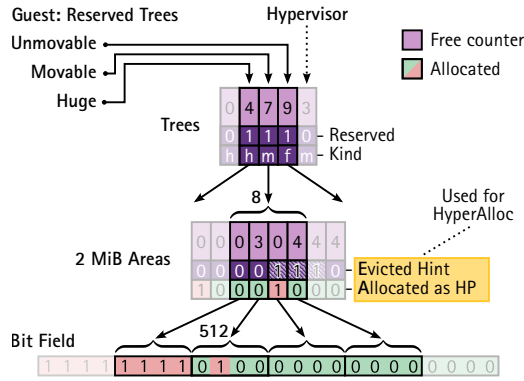 Guest: Reserved Trees
Hypervisor
Unmovable
Movable
Huge
Free counter
Allocated
Trees
0 4 7 9 3
0 1 1 1 0
Reserved
h h m f m
Kind
8
Used for
HyperAlloc
2 MiB Areas
0 0 0 3 0 4 4 4
0 0 0 0 1 1 1 0
Evicted Hint
1 0 0 0 1 0 0 0
Allocated as HP
512
Bit Field
1 1 1 1 1 1 1 1 0 1 0 0 0 0 0 0 0 0 0 0 0 0 0 0